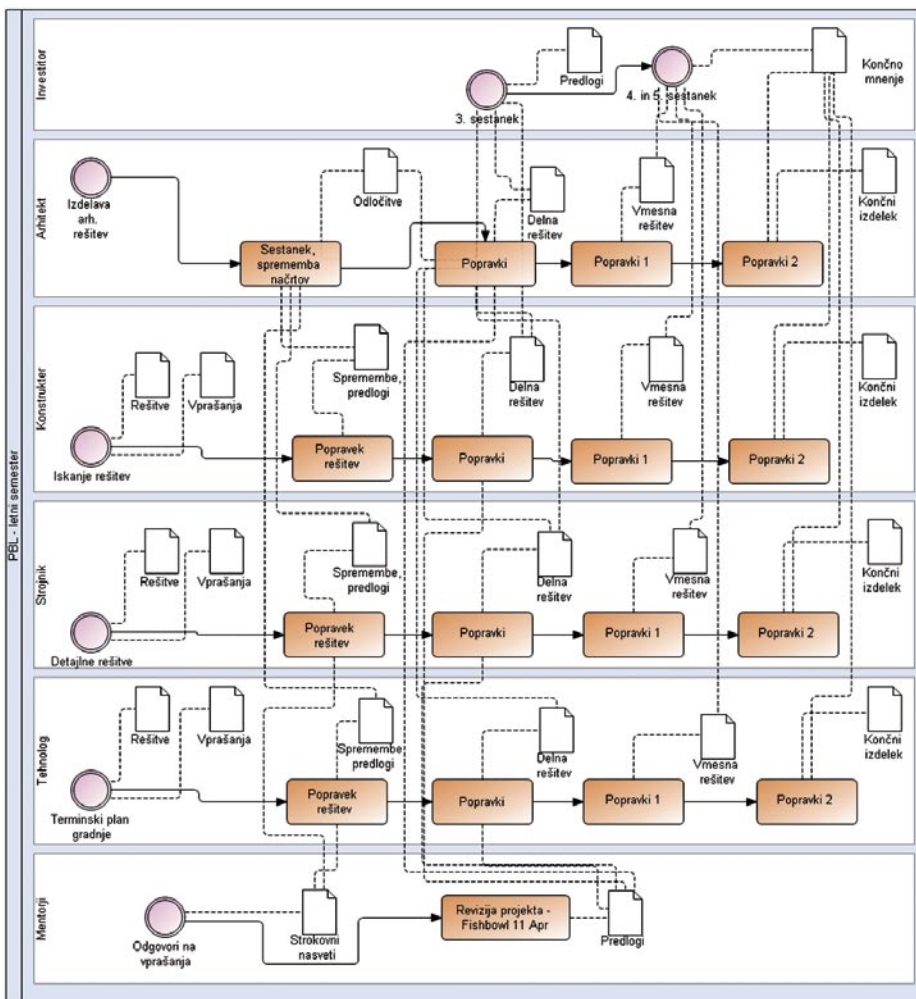 PBL - letni semester
Investitor
Predlogi
3. sestanek
4. in 5. sestanek
Končno
mnenje
Arhitekt
Izdelava
arh.
rešitev
Sestanek,
sprememba
načrtov
Odločitve
Popravki
Delna
rešitev
Popravki 1
Vmesna
rešitev
Popravki 2
Končni
izdelek
Konstrukter
Iskanje rešitev
Rešitve
Vprašanja
Popravek
rešitev
Spremembe,
predlogi
Popravki
Delna
rešitev
Popravki 1
Vmesna
rešitev
Popravki 2
Končni
izdelek
Strojnik
Detajlne rešitve
Rešitve
Vprašanja
Popravek
rešitev
Spremembe,
predlogi
Popravki
Delna
rešitev
Popravki 1
Vmesna
rešitev
Popravki 2
Končni
izdelek
Tehnolog
Terminski plan
gradnje
Rešitve
Vprašanja
Popravek
rešitev
Spremembe,
predlogi
Popravki
Delna
rešitev
Popravki 1
Vmesna
rešitev
Popravki 2
Končni
izdelek
Mentorji
Odgovori na
vprašanja
Strokovni
nasveti
Revizija projekta -
Fishbowl 11 Apr
Predlogi